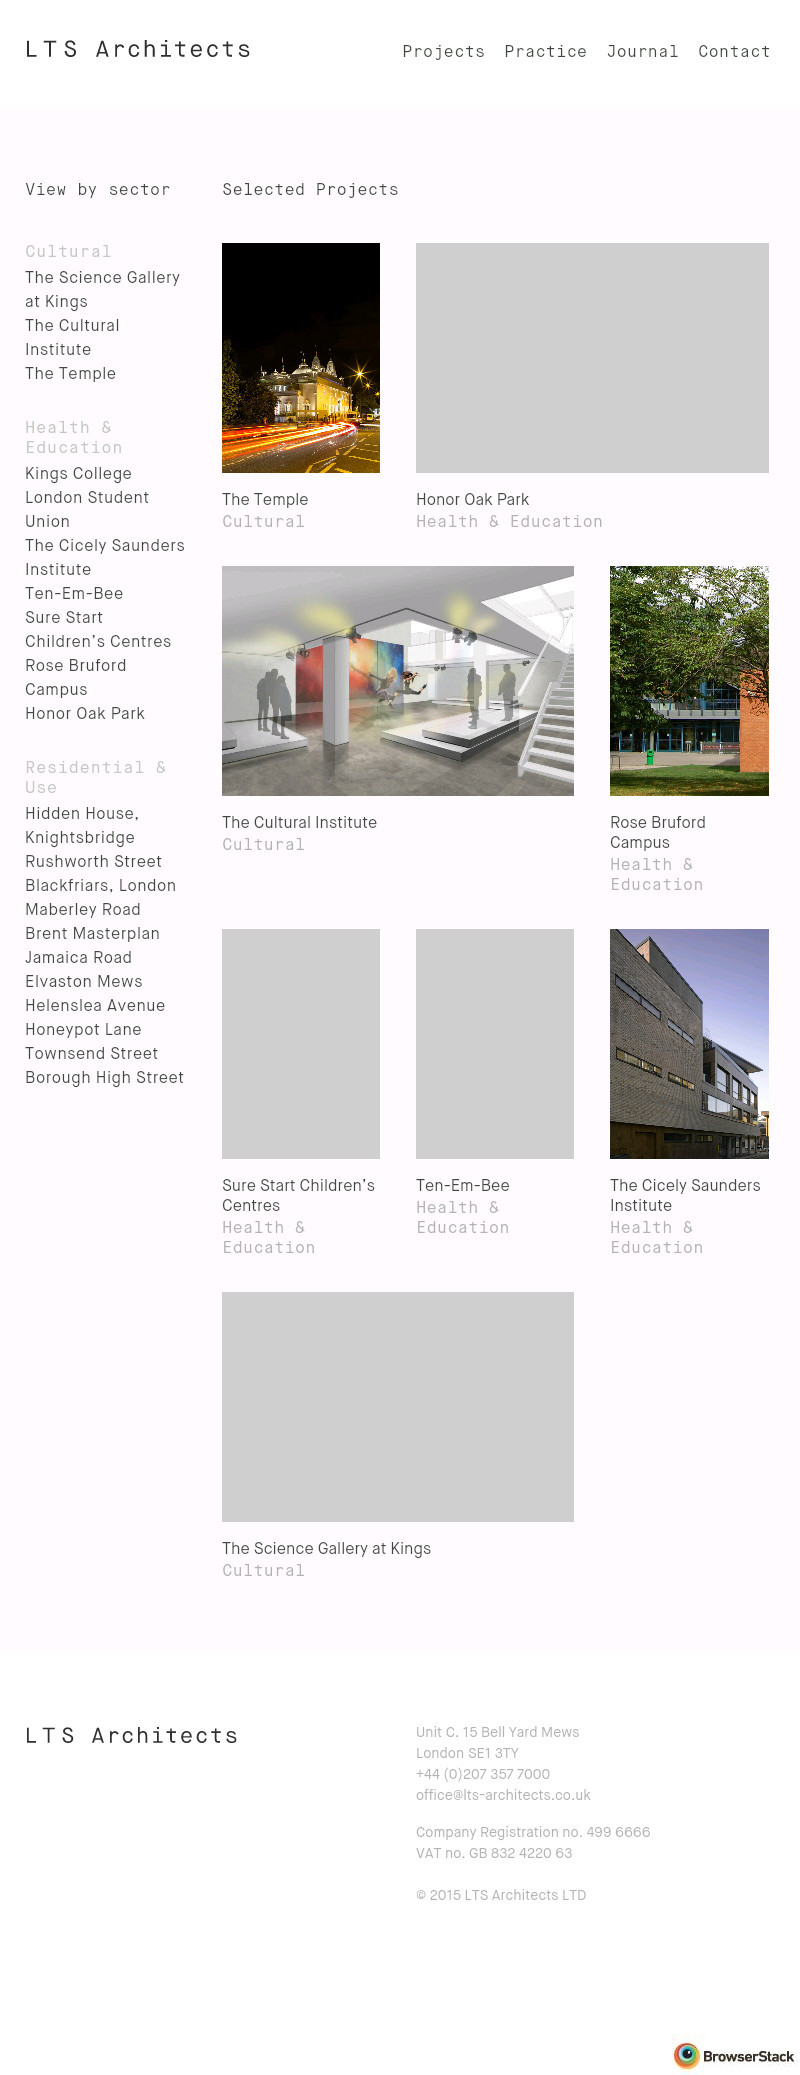 LTS Architects
Projects Practice Journal Contact
View by sector
Cultural
The Science Gallery
at Kings
The Cultural
Institute
The Temple
Health &
Education
Kings College
London Student
Union
The Cicely Saunders
Institute
Ten-Em-Bee
Sure Start
Children’s Centres
Rose Bruford
Campus
Honor Oak Park
Residential &
Use
Hidden House,
Knightsbridge
Rushworth Street
Blackfriars, London
Maberley Road
Brent Masterplan
Jamaica Road
Elvaston Mews
Helenslea Avenue
Honeypot Lane
Townsend Street
Borough High Street
Selected Projects
The Temple
Cultural
Honor Oak Park
Health & Education
The Cultural Institute
Cultural
Rose Bruford
Campus
Health &
Education
Sure Start Children’s
Centres
Health &
Education
Ten-Em-Bee
Health &
Education
The Cicely Saunders
Institute
Health &
Education
The Science Gallery at Kings
Cultural
LTS Architects
Unit C. 15 Bell Yard Mews
London SE1 3TY
+44 (0)207 357 7000
office@lts-architects.co.uk
Company Registration no. 499 6666
VAT no. GB 832 4220 63
© 2015 LTS Architects LTD
BrowserStack